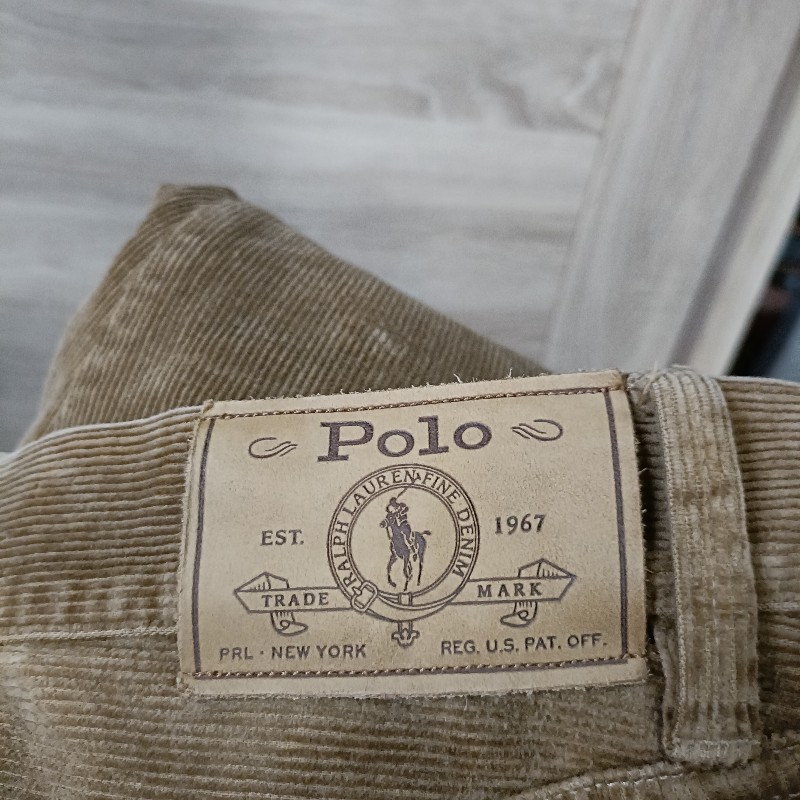 Polo
RALPH LAUREN FINE DENIM
EST. 1967
TRADE MARK
PRL · NEW YORK REG. U.S. PAT. OFF.